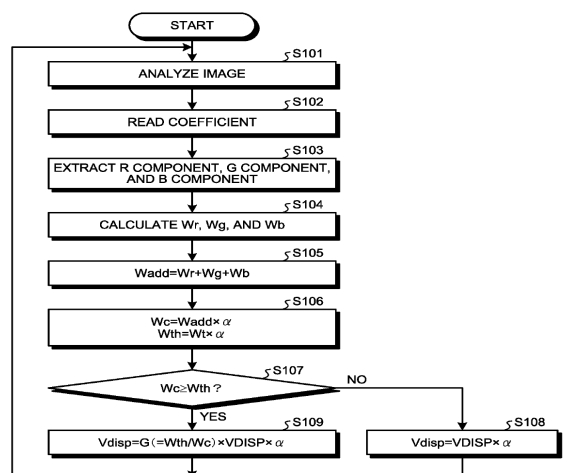 START
S101
ANALYZE IMAGE
S102
READ COEFFICIENT
S103
EXTRACT R COMPONENT, G COMPONENT,
AND B COMPONENT
S104
CALCULATE Wr, Wg, AND Wb
S105
Wadd=Wr+Wg+Wb
S106
Wc=Wadd×α
Wth=Wt×α
S107
Wc≥Wth?
NO
YES
S109
Vdisp=G(=Wth/Wc)×VDISP×α
S108
Vdisp=VDISP×α